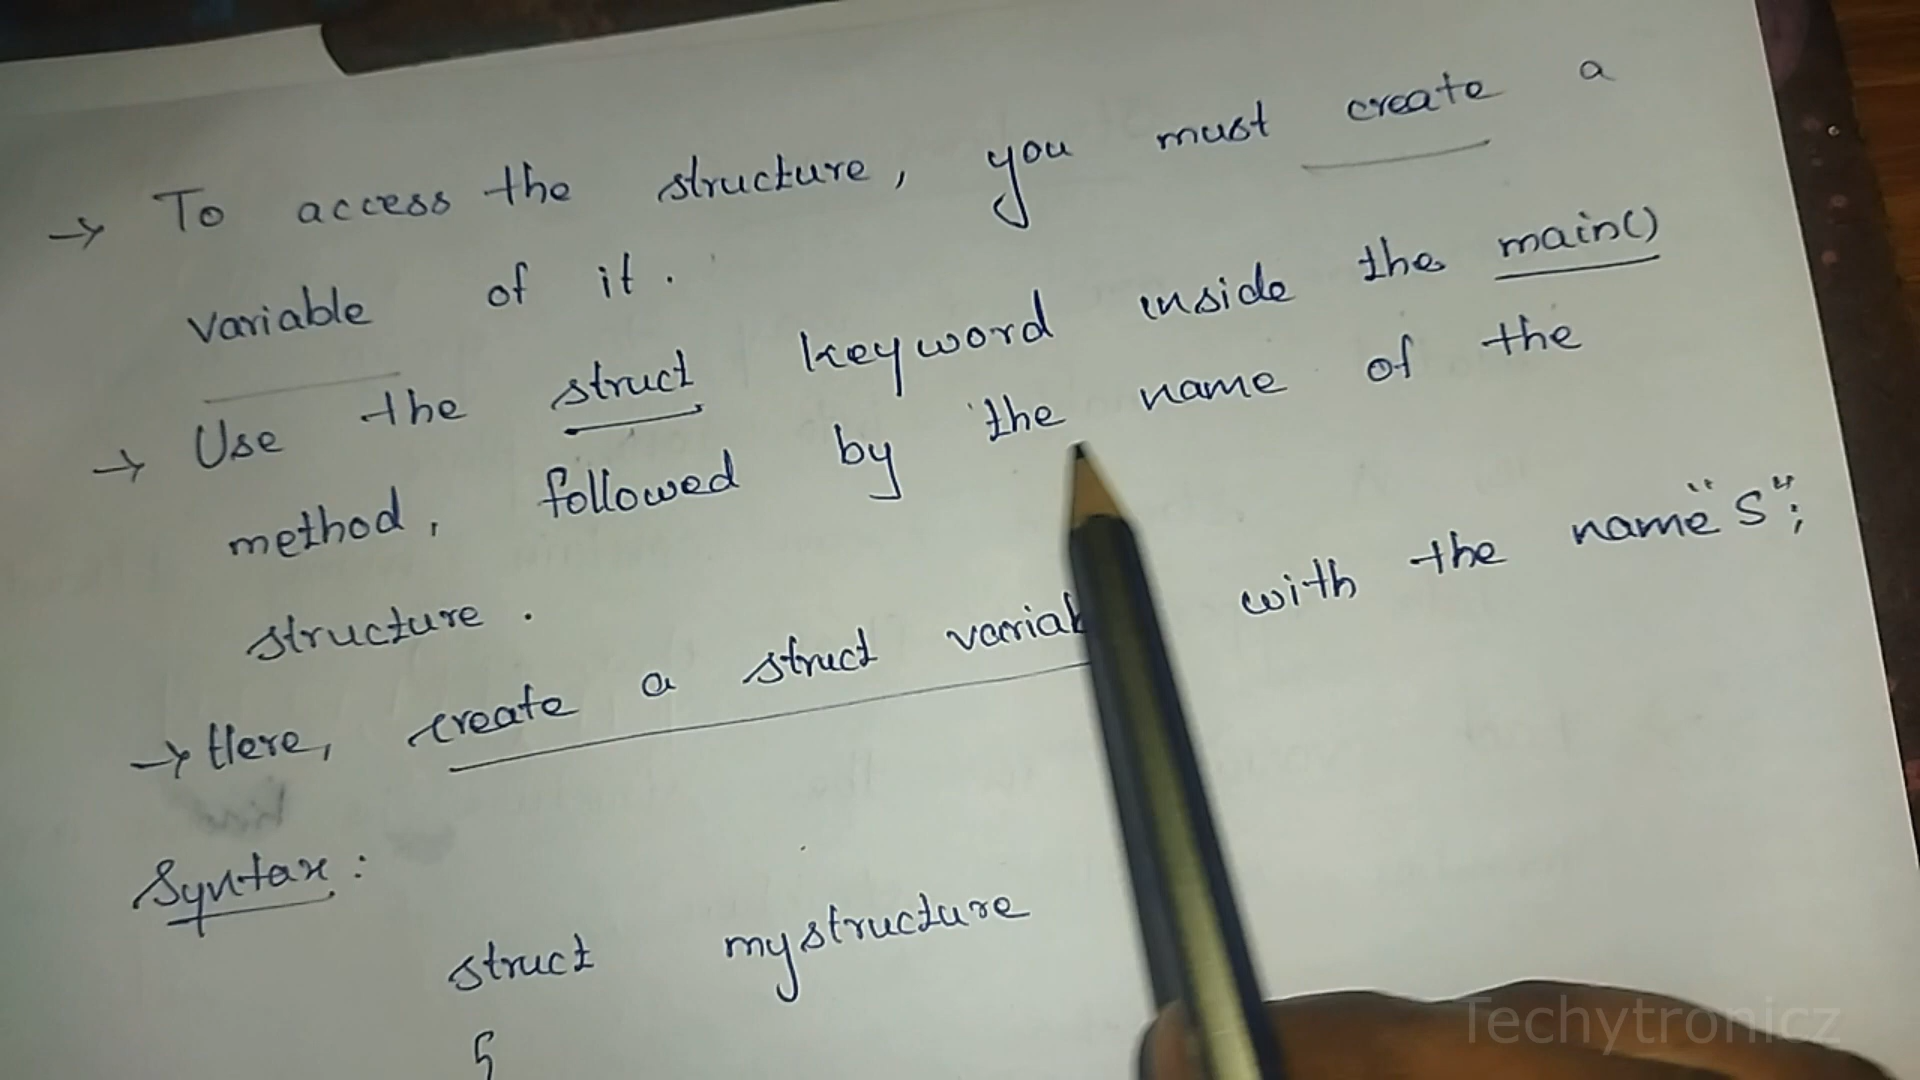 → To access the structure, you must create a
variable of it.
→ Use the struct keyword inside the main()
method, followed by the name of the
structure.
→ Here, create a struct variab with the name "S";
Syntax:
struct mystructure
{
Techytronicz